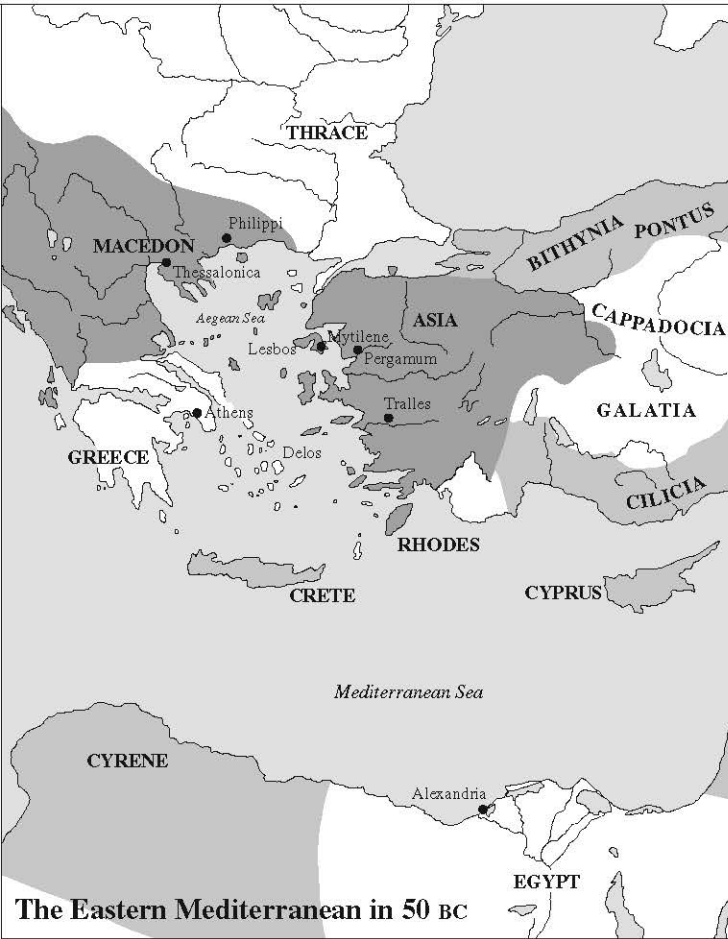 THRACE
Philippi
BITHYNIA
PONTUS
MACEDON
Thessalonica
Aegean Sea
ASIA
CAPPADOCIA
Mytilene
Lesbos
Pergamum
Tralles
Athens
GALATIA
GREECE
Delos
CILICIA
RHODES
CRETE
CYPRUS
Mediterranean Sea
CYRENE
Alexandria
EGYPT
The Eastern Mediterranean in 50 BC